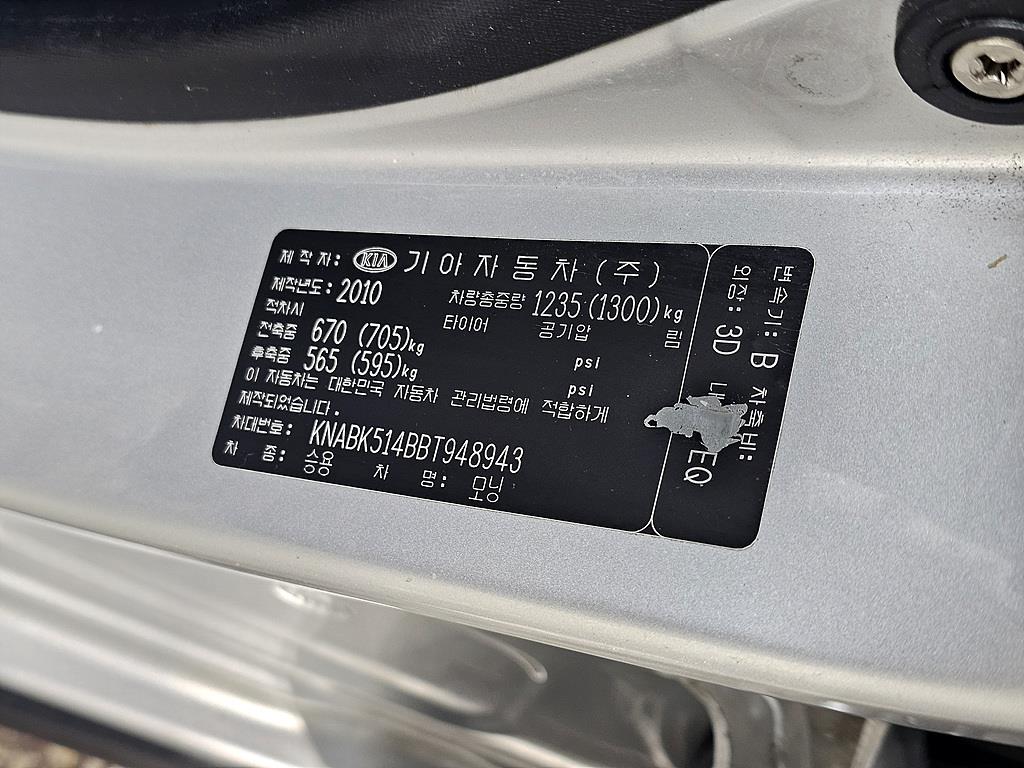 제 작 자: KIA 기 아 자 동 차 (주)
제작년도: 2010 차량총중량 1235 (1300)kg
적차시 타이어 공기압 림
전축중 670 (705)kg psi
후축중 565 (595)kg psi
이 자동차는 대한민국 자동차 관리법령에 적합하게
제작되었습니다.
차대번호: KNABK514BBT948943
차 종: 승용 차 명: 모닝
변속기: B 차축비:
외장: 3D EQ